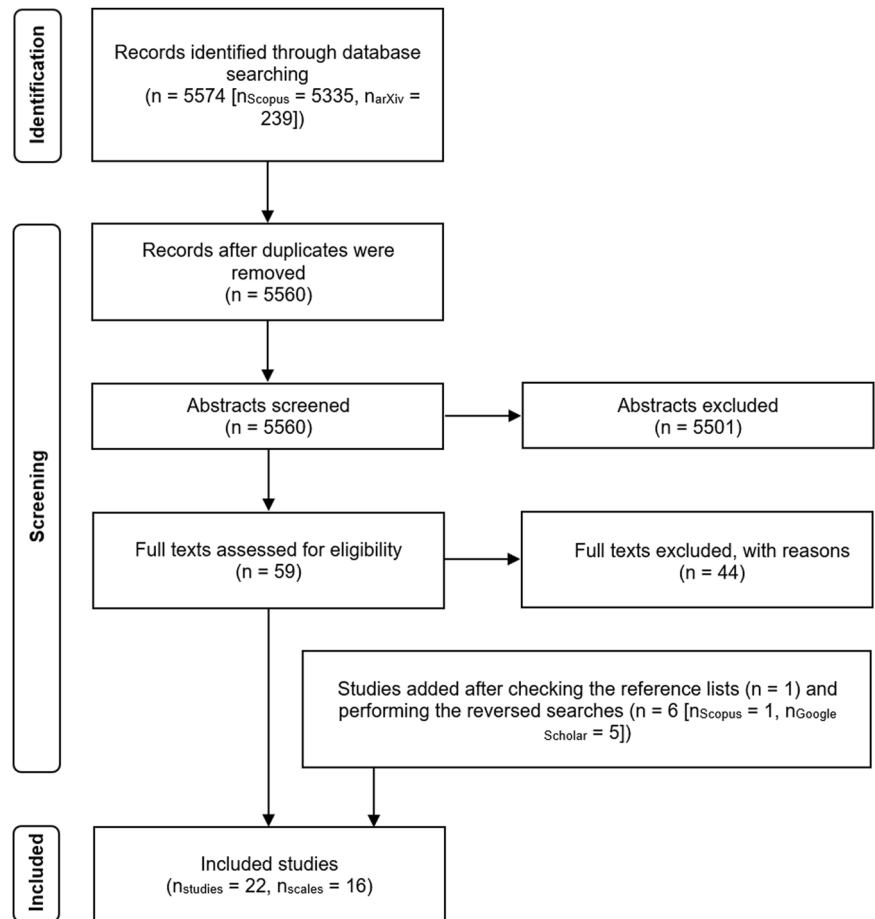 Identification
Records identified through database
searching
(n = 5574 [nScopus = 5335, narXiv =
239])
Screening
Records after duplicates were
removed
(n = 5560)
Abstracts screened
(n = 5560)
Abstracts excluded
(n = 5501)
Full texts assessed for eligibility
(n = 59)
Full texts excluded, with reasons
(n = 44)
Studies added after checking the reference lists (n = 1) and
performing the reversed searches (n = 6 [nScopus = 1, nGoogle
Scholar = 5])
Included
Included studies
(nstudies = 22, nscales = 16)